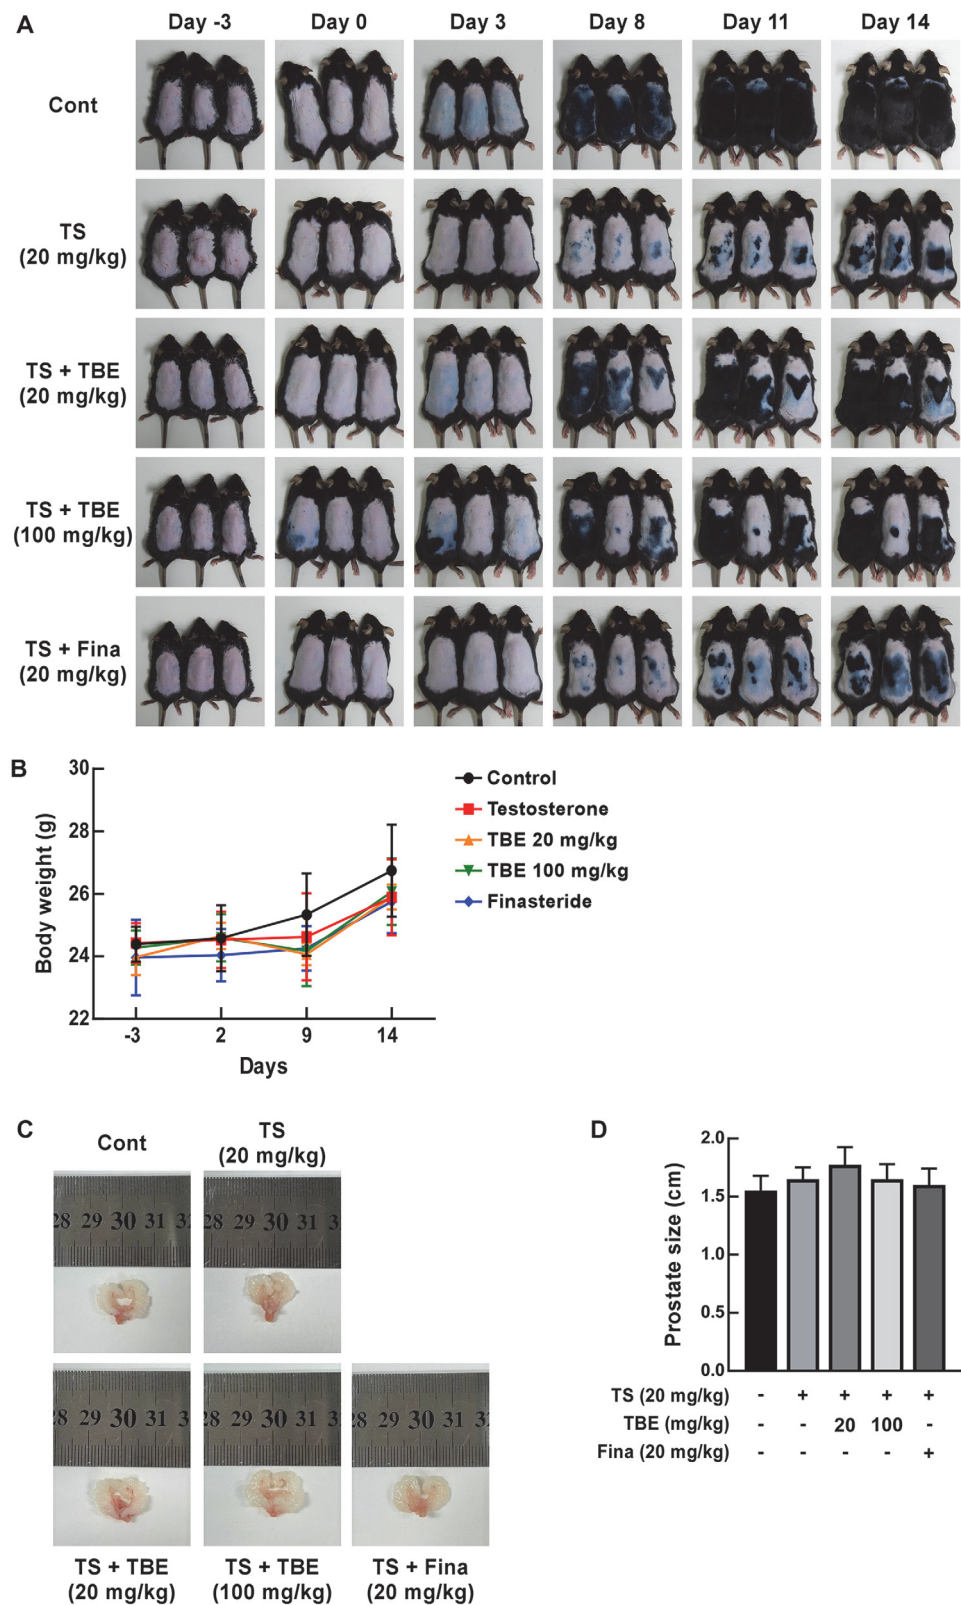 A
Day -3 Day 0 Day 3 Day 8 Day 11 Day 14
Cont
TS
(20 mg/kg)
TS + TBE
(20 mg/kg)
TS + TBE
(100 mg/kg)
TS + Fina
(20 mg/kg)
B
30
28
26
24
22
Body weight (g)
-3 2 9 14
Days
Control
Testosterone
TBE 20 mg/kg
TBE 100 mg/kg
Finasteride
C
Cont
TS
(20 mg/kg)
28 29 30 31 32
28 29 30 31
28 29 30 31 3
28 29 30 31
28 29 30 31 32
TS + TBE
(20 mg/kg)
TS + TBE
(100 mg/kg)
TS + Fina
(20 mg/kg)
D
2.0
1.5
1.0
0.5
0.0
Prostate size (cm)
TS (20 mg/kg) - + + + +
TBE (mg/kg) - - 20 100 -
Fina (20 mg/kg) - - - - +